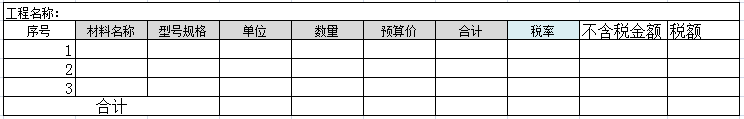 工程名称：
序号 材料名称 型号规格 单位 数量 预算价 合计 税率 不含税金额 税额
1
2
3
合计